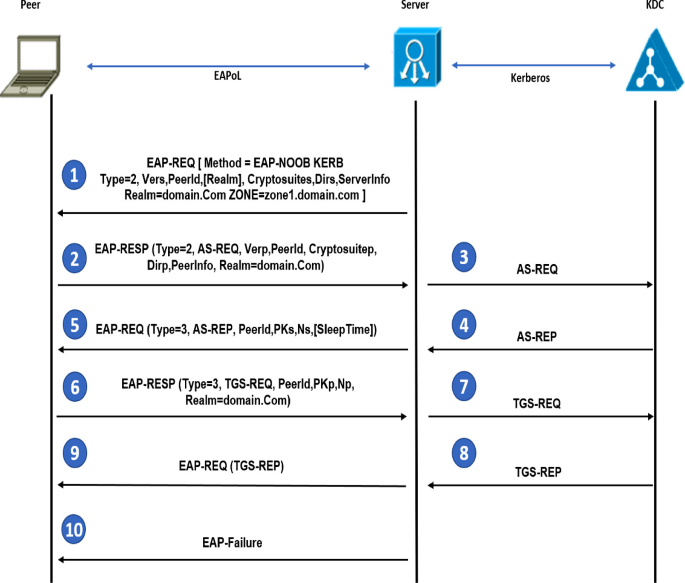 Peer
Server
KDC
EAPoL
Kerberos
1
EAP-REQ [ Method = EAP-NOOB KERB
Type=2, Vers,PeerId,[Realm], Cryptosuites,Dirs,ServerInfo
Realm=domain.Com ZONE=zone1.domain.com ]
2
EAP-RESP (Type=2, AS-REQ, Verp,PeerId, Cryptosuitep,
Dirp,PeerInfo, Realm=domain.Com)
3
AS-REQ
5
EAP-REQ (Type=3, AS-REP, PeerId,PKs,Ns,[SleepTime])
4
AS-REP
6
EAP-RESP (Type=3, TGS-REQ, PeerId,PKp,Np,
Realm=domain.Com)
7
TGS-REQ
9
EAP-REQ (TGS-REP)
8
TGS-REP
10
EAP-Failure